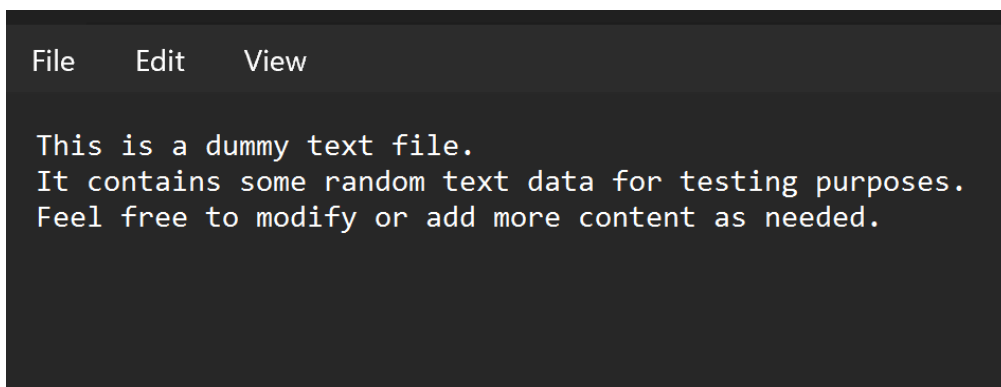 File Edit View
This is a dummy text file.
It contains some random text data for testing purposes.
Feel free to modify or add more content as needed.